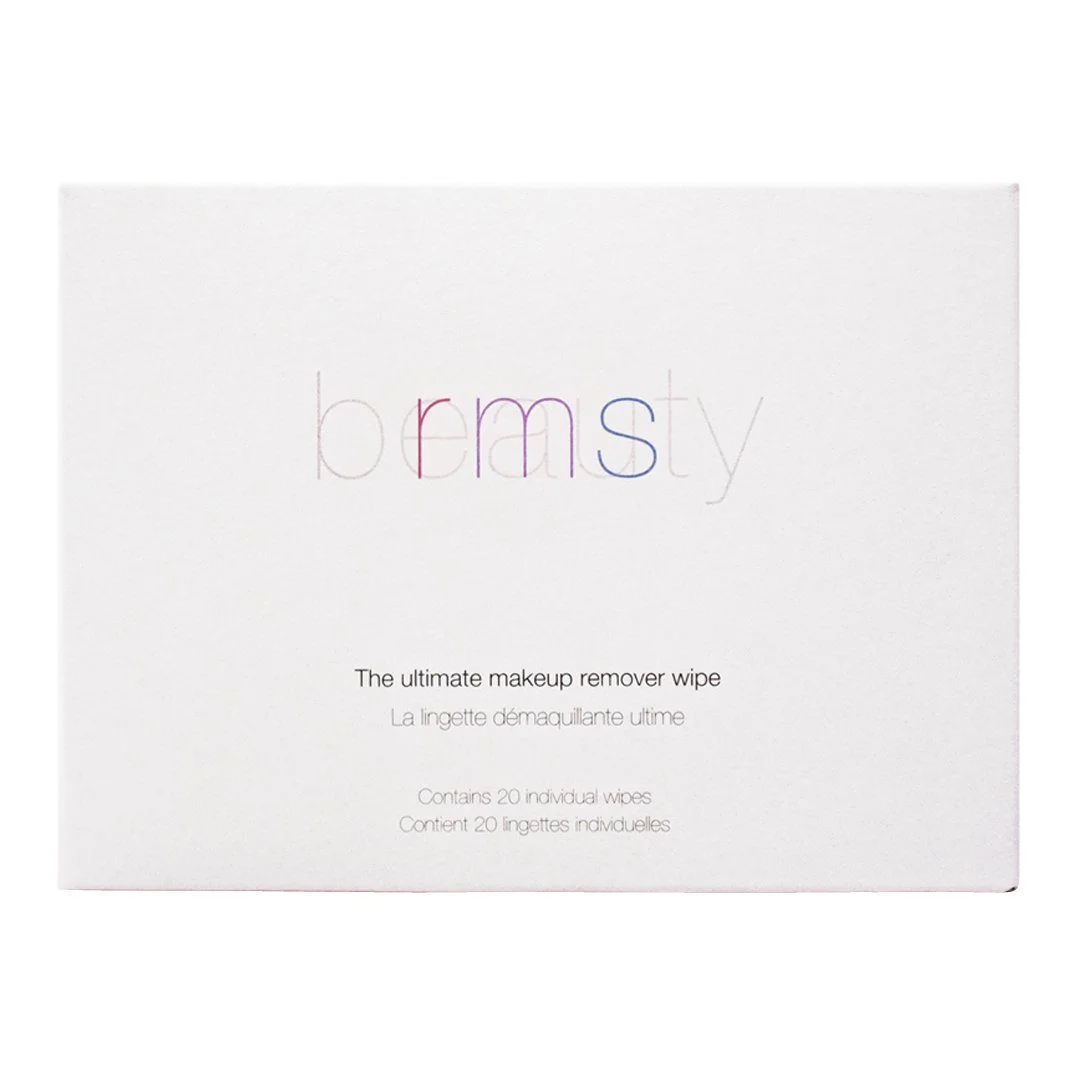 rms
beauty
The ultimate makeup remover wipe
La lingette démaquillante ultime
Contains 20 individual wipes
Contient 20 lingettes individuelles